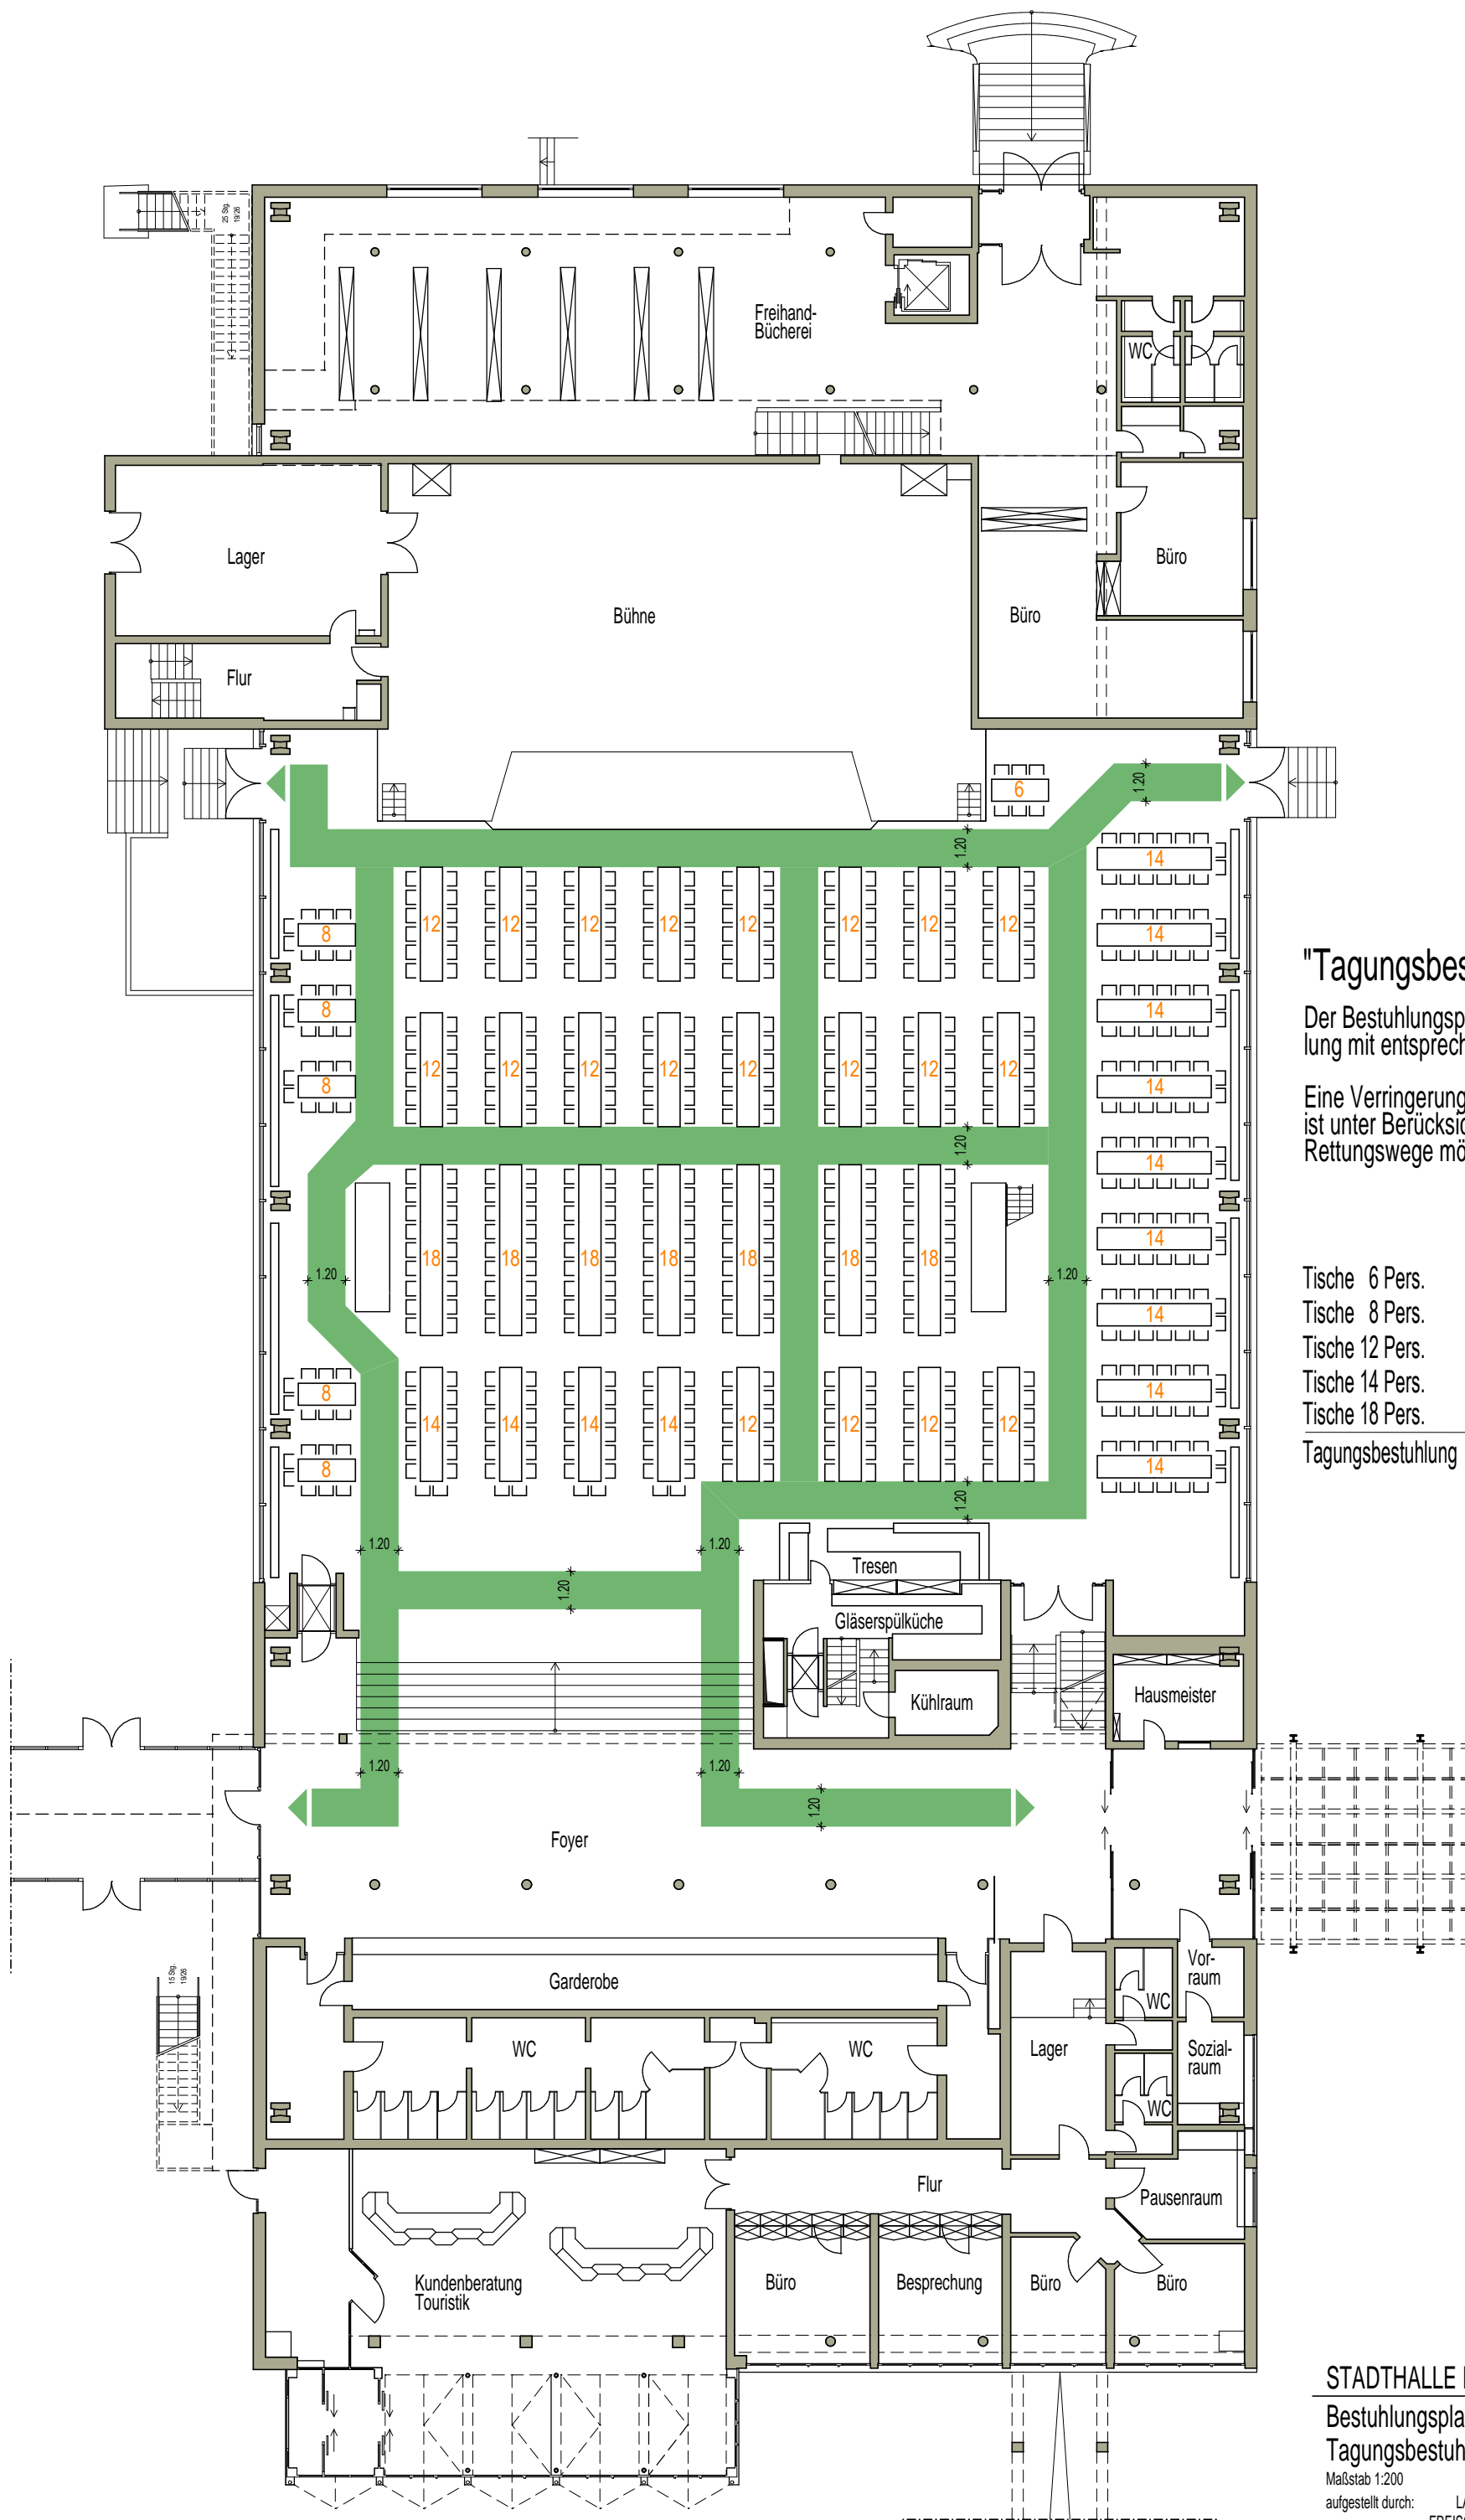 25 Stg.
19/26
Freihand-
Bücherei
WC
Lager
Bühne
Büro
Büro
Flur
6
1.20
1.20
14
8
12
12
12
12
12
12
12
12
14
8
14
8
12
12
12
12
12
12
12
12
14
1.20
14
14
18
18
18
18
18
18
18
1.20
1.20
14
8
14
14
14
14
12
12
12
12
14
8
14
1.20
1.20
1.20
1.20
Tresen
Gläserspülküche
Kühlraum
Hausmeister
1.20
1.20
1.20
Foyer
15 Stg.
19/26
Garderobe
Vor-
raum
WC
WC
WC
Lager
Sozial-
raum
WC
Flur
Pausenraum
Kundenberatung
Touristik
Büro
Besprechung
Büro
Büro
"Tagungsbes
Der Bestuhlungsp
lung mit entsprech
Eine Verringerung
ist unter Berücksic
Rettungswege mö
Tische 6 Pers.
Tische 8 Pers.
Tische 12 Pers.
Tische 14 Pers.
Tische 18 Pers.
Tagungsbestuhlung
STADTHALLE
Bestuhlungspla
Tagungsbestuh
Maßstab 1:200
aufgestellt durch: LA